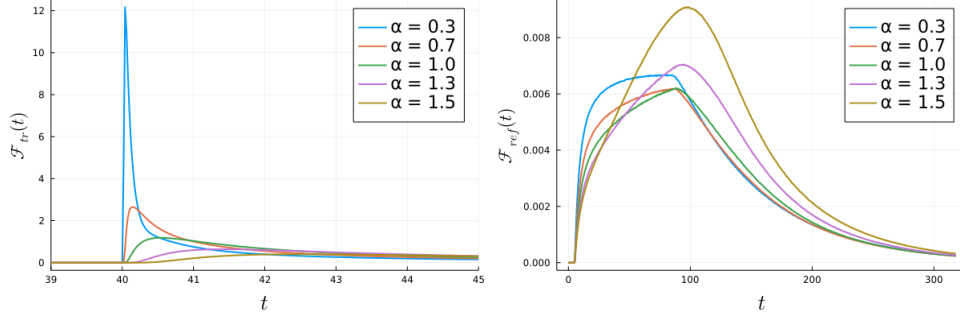 12
10
8
6
4
2
0
ℱ_tr(t)
39 40 41 42 43 44 45
t
α = 0.3
α = 0.7
α = 1.0
α = 1.3
α = 1.5
0.008
0.006
0.004
0.002
0.000
ℱ_ref(t)
0 100 200 300
t
α = 0.3
α = 0.7
α = 1.0
α = 1.3
α = 1.5